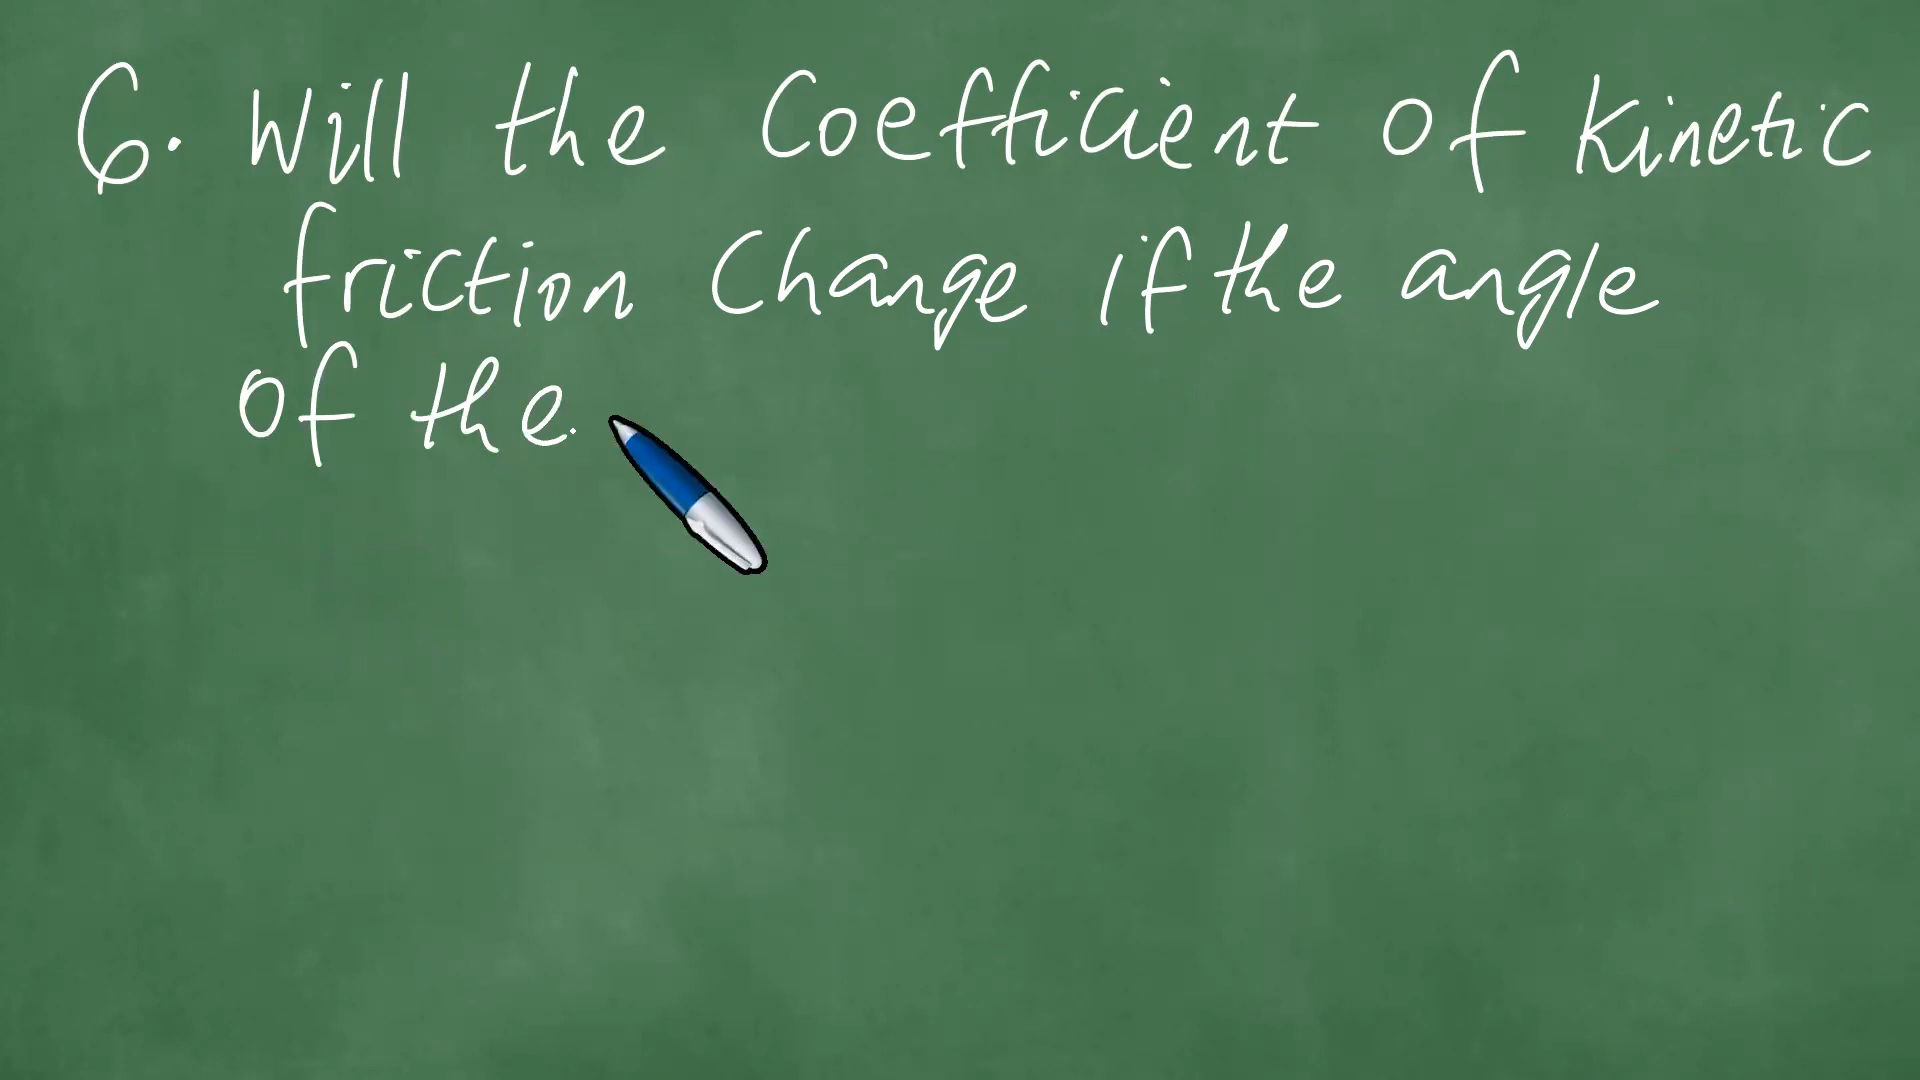 6. Will the Coefficient of Kinetic
friction Change if the angle
of the